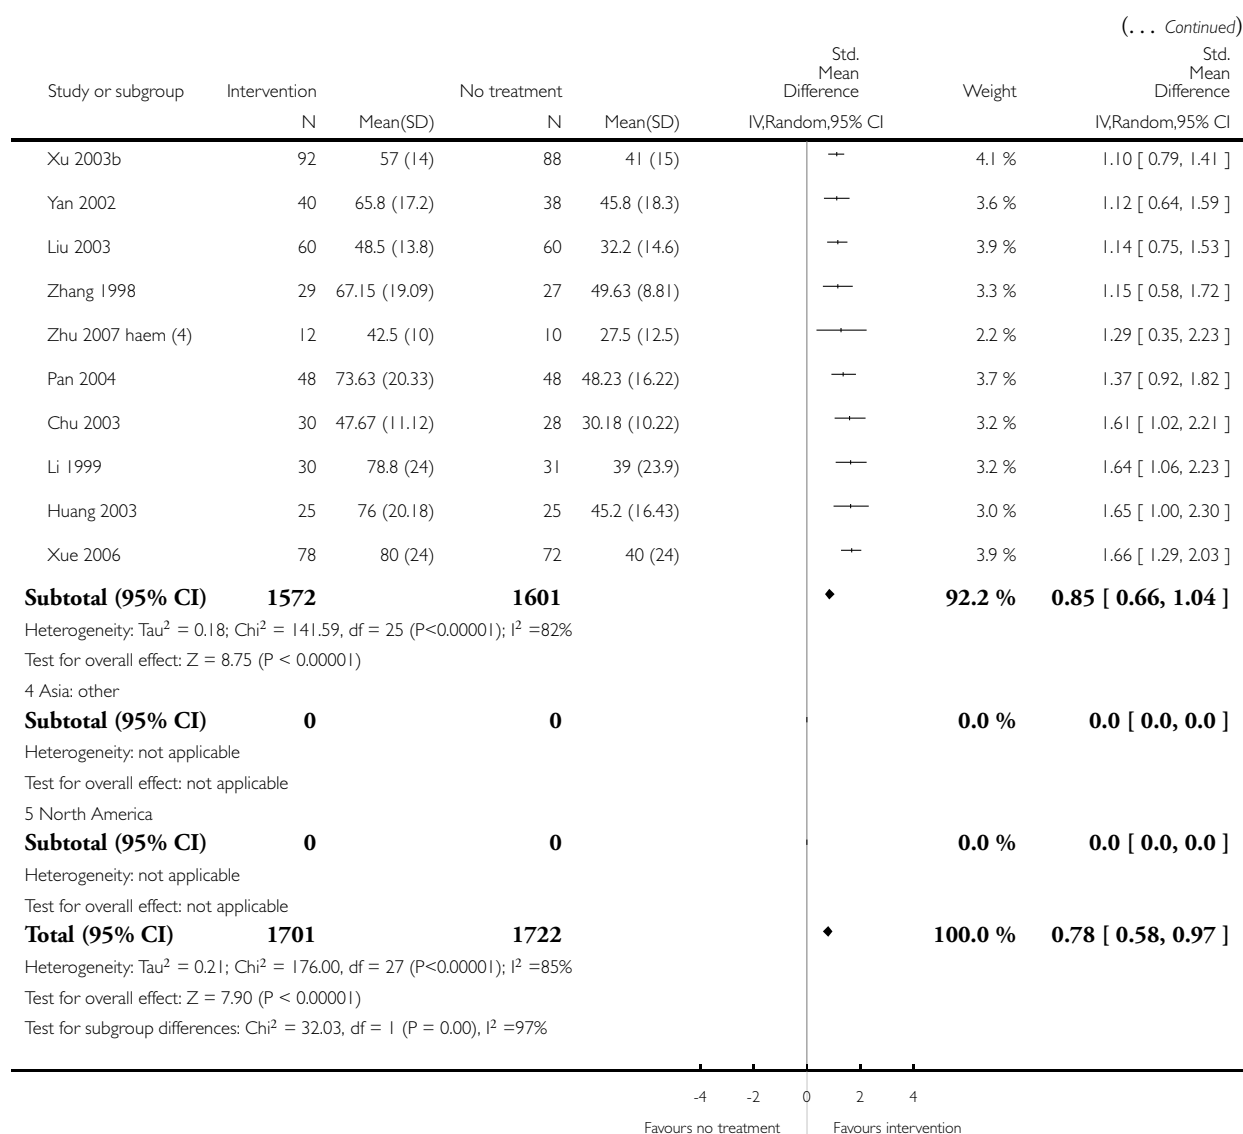 (. . . Continued)
Std. Mean Difference Std. Mean Difference
Study or subgroup Intervention No treatment Weight
N Mean(SD) N Mean(SD) IV,Random,95% CI IV,Random,95% CI
Xu 2003b 92 57 (14) 88 41 (15) 4.1 % 1.10 [ 0.79, 1.41 ]
Yan 2002 40 65.8 (17.2) 38 45.8 (18.3) 3.6 % 1.12 [ 0.64, 1.59 ]
Liu 2003 60 48.5 (13.8) 60 32.2 (14.6) 3.9 % 1.14 [ 0.75, 1.53 ]
Zhang 1998 29 67.15 (19.09) 27 49.63 (8.81) 3.3 % 1.15 [ 0.58, 1.72 ]
Zhu 2007 haem (4) 12 42.5 (10) 10 27.5 (12.5) 2.2 % 1.29 [ 0.35, 2.23 ]
Pan 2004 48 73.63 (20.33) 48 48.23 (16.22) 3.7 % 1.37 [ 0.92, 1.82 ]
Chu 2003 30 47.67 (11.12) 28 30.18 (10.22) 3.2 % 1.61 [ 1.02, 2.21 ]
Li 1999 30 78.8 (24) 31 39 (23.9) 3.2 % 1.64 [ 1.06, 2.23 ]
Huang 2003 25 76 (20.18) 25 45.2 (16.43) 3.0 % 1.65 [ 1.00, 2.30 ]
Xue 2006 78 80 (24) 72 40 (24) 3.9 % 1.66 [ 1.29, 2.03 ]
Subtotal (95% CI) 1572 1601 92.2 % 0.85 [ 0.66, 1.04 ]
Heterogeneity: Tau² = 0.18; Chi² = 141.59, df = 25 (P<0.00001); I² =82%
Test for overall effect: Z = 8.75 (P < 0.00001)
4 Asia: other
Subtotal (95% CI) 0 0 0.0 % 0.0 [ 0.0, 0.0 ]
Heterogeneity: not applicable
Test for overall effect: not applicable
5 North America
Subtotal (95% CI) 0 0 0.0 % 0.0 [ 0.0, 0.0 ]
Heterogeneity: not applicable
Test for overall effect: not applicable
Total (95% CI) 1701 1722 100.0 % 0.78 [ 0.58, 0.97 ]
Heterogeneity: Tau² = 0.21; Chi² = 176.00, df = 27 (P<0.00001); I² =85%
Test for overall effect: Z = 7.90 (P < 0.00001)
Test for subgroup differences: Chi² = 32.03, df = 1 (P = 0.00), I² =97%
-4 -2 0 2 4
Favours no treatment Favours intervention